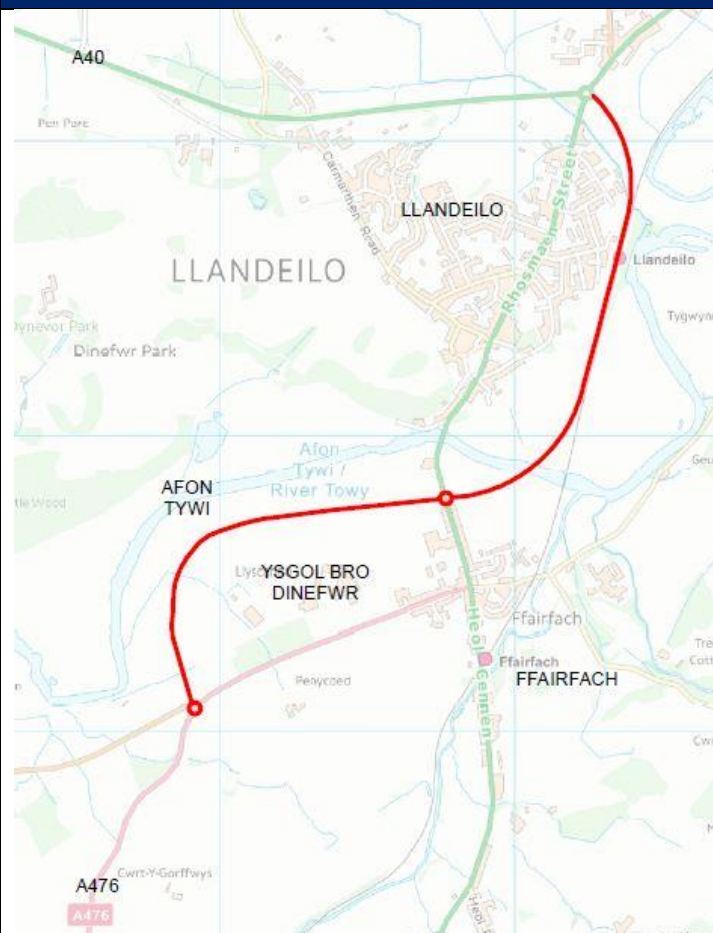 A40
Pen Parc
Carmarthen Road
LLANDEILO
Rhosmaen Street
LLANDEILO
Llandeilo
Dinefwr Park
Afon
Tywi /
River Towy
AFON
TYWI
YSGOL BRO
DINEFWR
Ffairfach
Heol Cennen
Ffairfach
FFAIRFACH
Penycoed
Cwrt-Y-Gorffwys
A476
A476